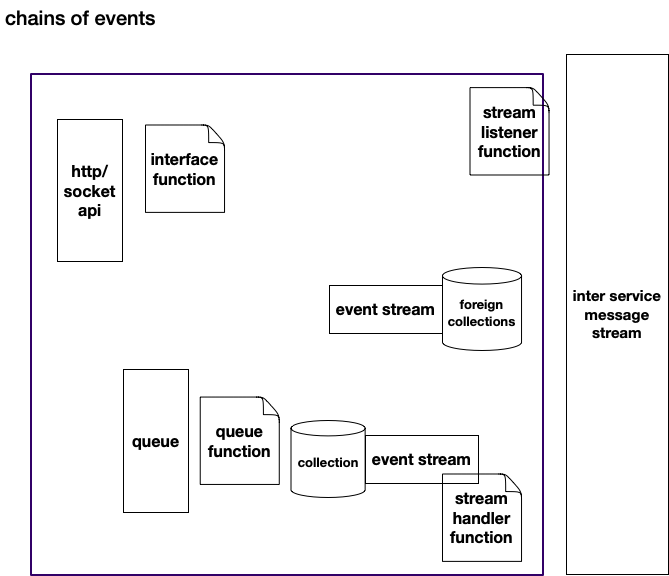 chains of events
stream
listener
function
http/
socket
api
interface
function
inter service
message
stream
event stream
foreign
collections
queue
queue
function
collection
event stream
stream
handler
function